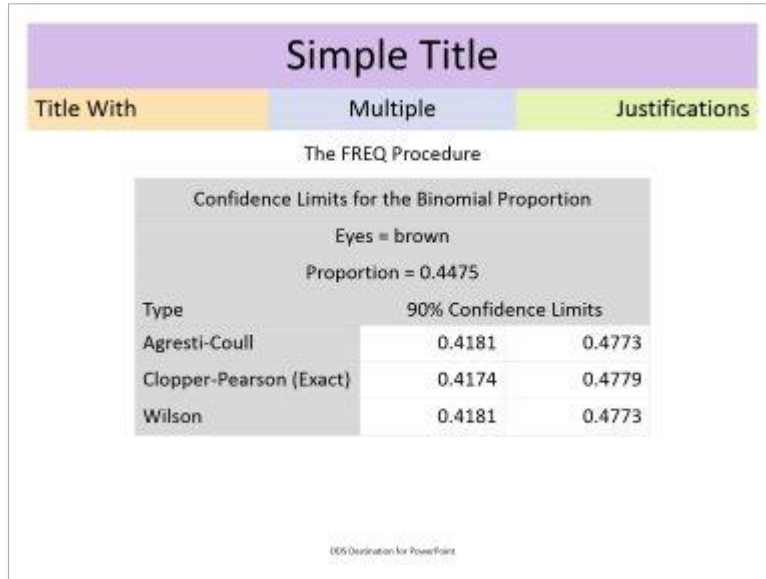 Simple Title
Title With Multiple Justifications
The FREQ Procedure
Confidence Limits for the Binomial Proportion
Eyes = brown
Proportion = 0.4475
Type 90% Confidence Limits
Agresti-Coull 0.4181 0.4773
Clopper-Pearson (Exact) 0.4174 0.4779
Wilson 0.4181 0.4773
ODS Destination for PowerPoint